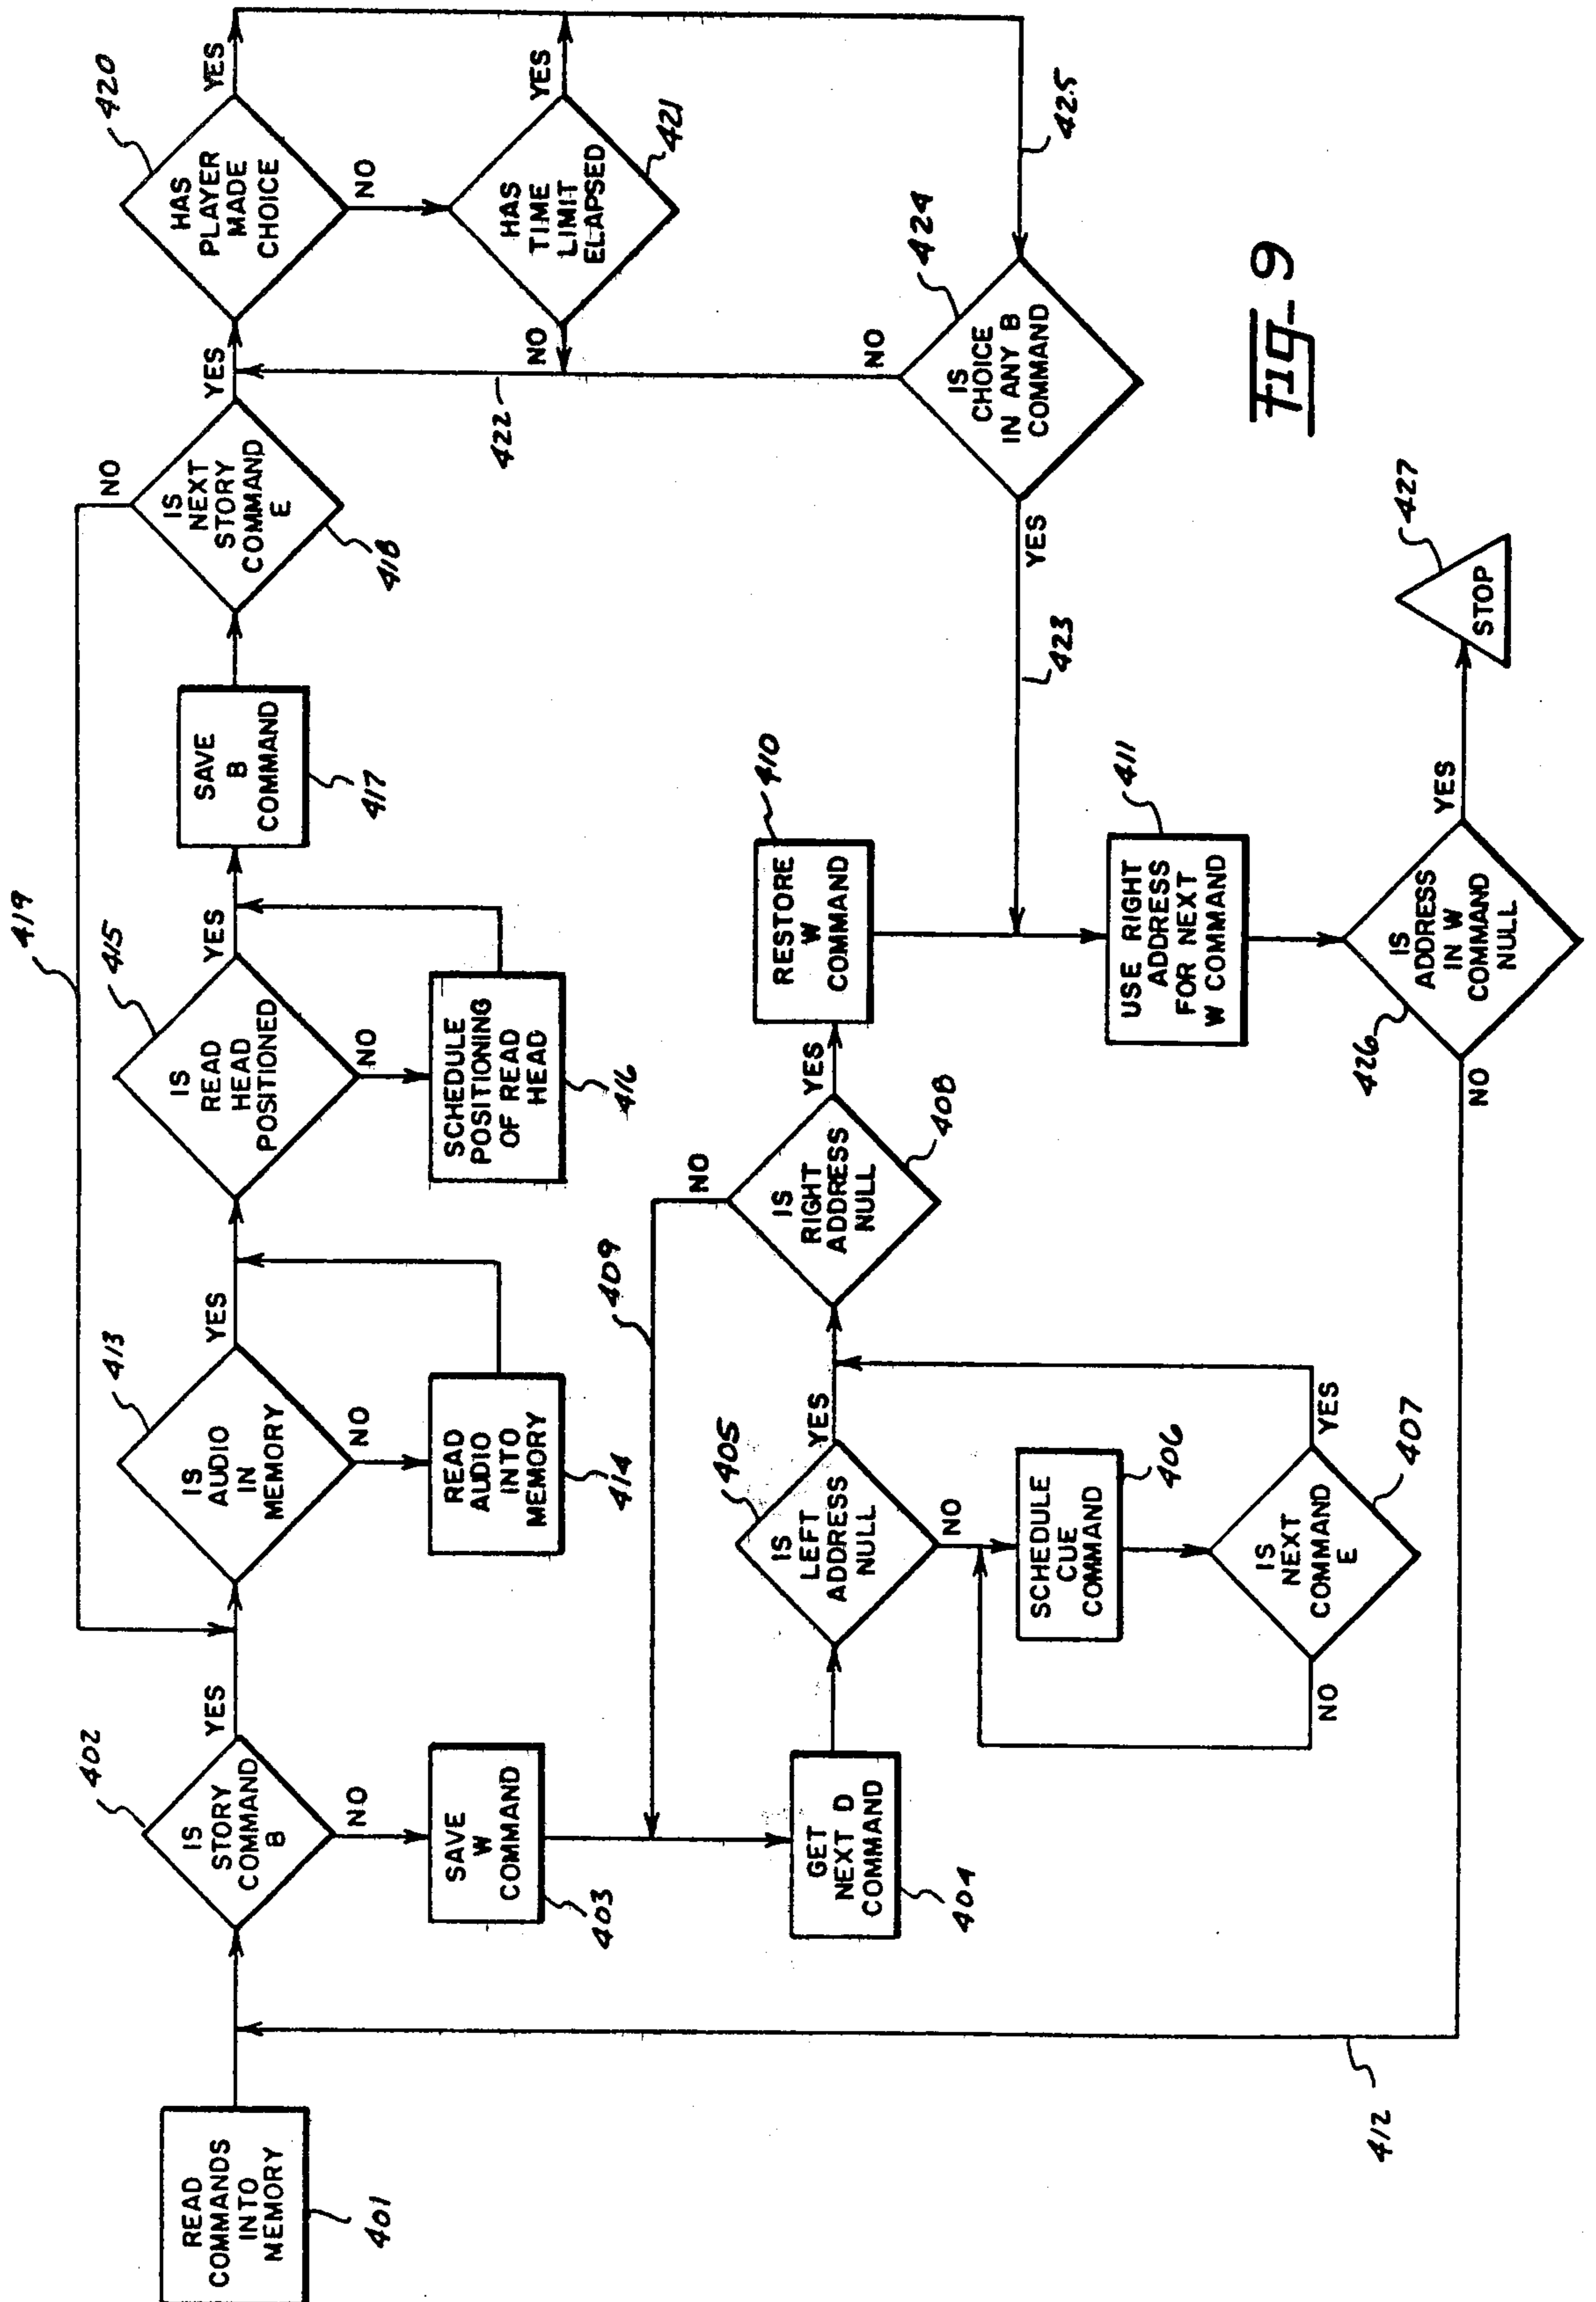 READ
COMMANDS
INTO
MEMORY
401
IS
STORY
COMMAND
B
402
YES
NO
SAVE
W
COMMAND
403
IS
AUDIO
IN
MEMORY
413
YES
NO
READ
AUDIO
INTO
MEMORY
414
IS
READ
HEAD
POSITIONED
415
YES
NO
SCHEDULE
POSITIONING
OF READ
HEAD
416
SAVE
B
COMMAND
417
IS
NEXT
STORY
COMMAND
E
418
NO
419
YES
HAS
PLAYER
MADE
CHOICE
420
YES
NO
HAS
TIME
LIMIT
ELAPSED
421
YES
NO
422
425
IS
CHOICE
IN ANY B
COMMAND
424
NO
YES
423
GET
NEXT D
COMMAND
404
IS
LEFT
ADDRESS
NULL
405
YES
NO
SCHEDULE
CUE
COMMAND
406
IS
NEXT
COMMAND
E
407
YES
NO
IS
RIGHT
ADDRESS
NULL
408
NO
409
YES
RESTORE
W
COMMAND
410
USE RIGHT
ADDRESS
FOR NEXT
W COMMAND
411
IS
ADDRESS
IN W
COMMAND
NULL
426
NO
412
YES
STOP
427
Fig-9